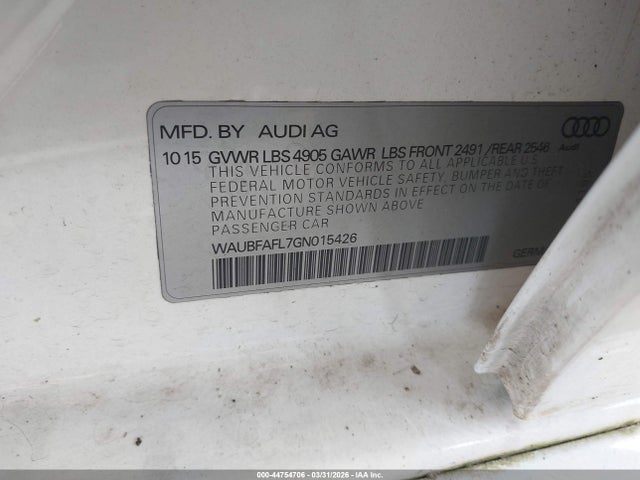 MFD. BY AUDI AG
Audi
10 15 GVWR LBS 4905 GAWR LBS FRONT 2491 / REAR 2546
THIS VEHICLE CONFORMS TO ALL APPLICABLE U.S.
FEDERAL MOTOR VEHICLE SAFETY, BUMPER AND THEFT
PREVENTION STANDARDS IN EFFECT ON THE DATE OF
MANUFACTURE SHOWN ABOVE
PASSENGER CAR
WAUBFAFL7GN015426
000-44754706 - 03/31/2026 - IAA Inc.